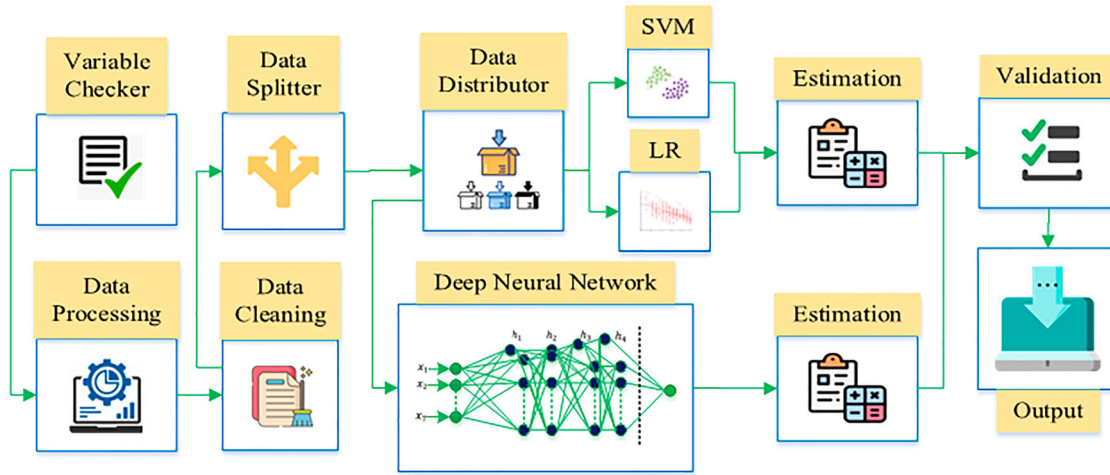 Variable
Checker
Data
Splitter
Data
Distributor
SVM
LR
Estimation
Validation
Data
Processing
Data
Cleaning
Deep Neural Network
h₁
h₂
h₃
h₄
x₁
x₂
x₇
Estimation
Output